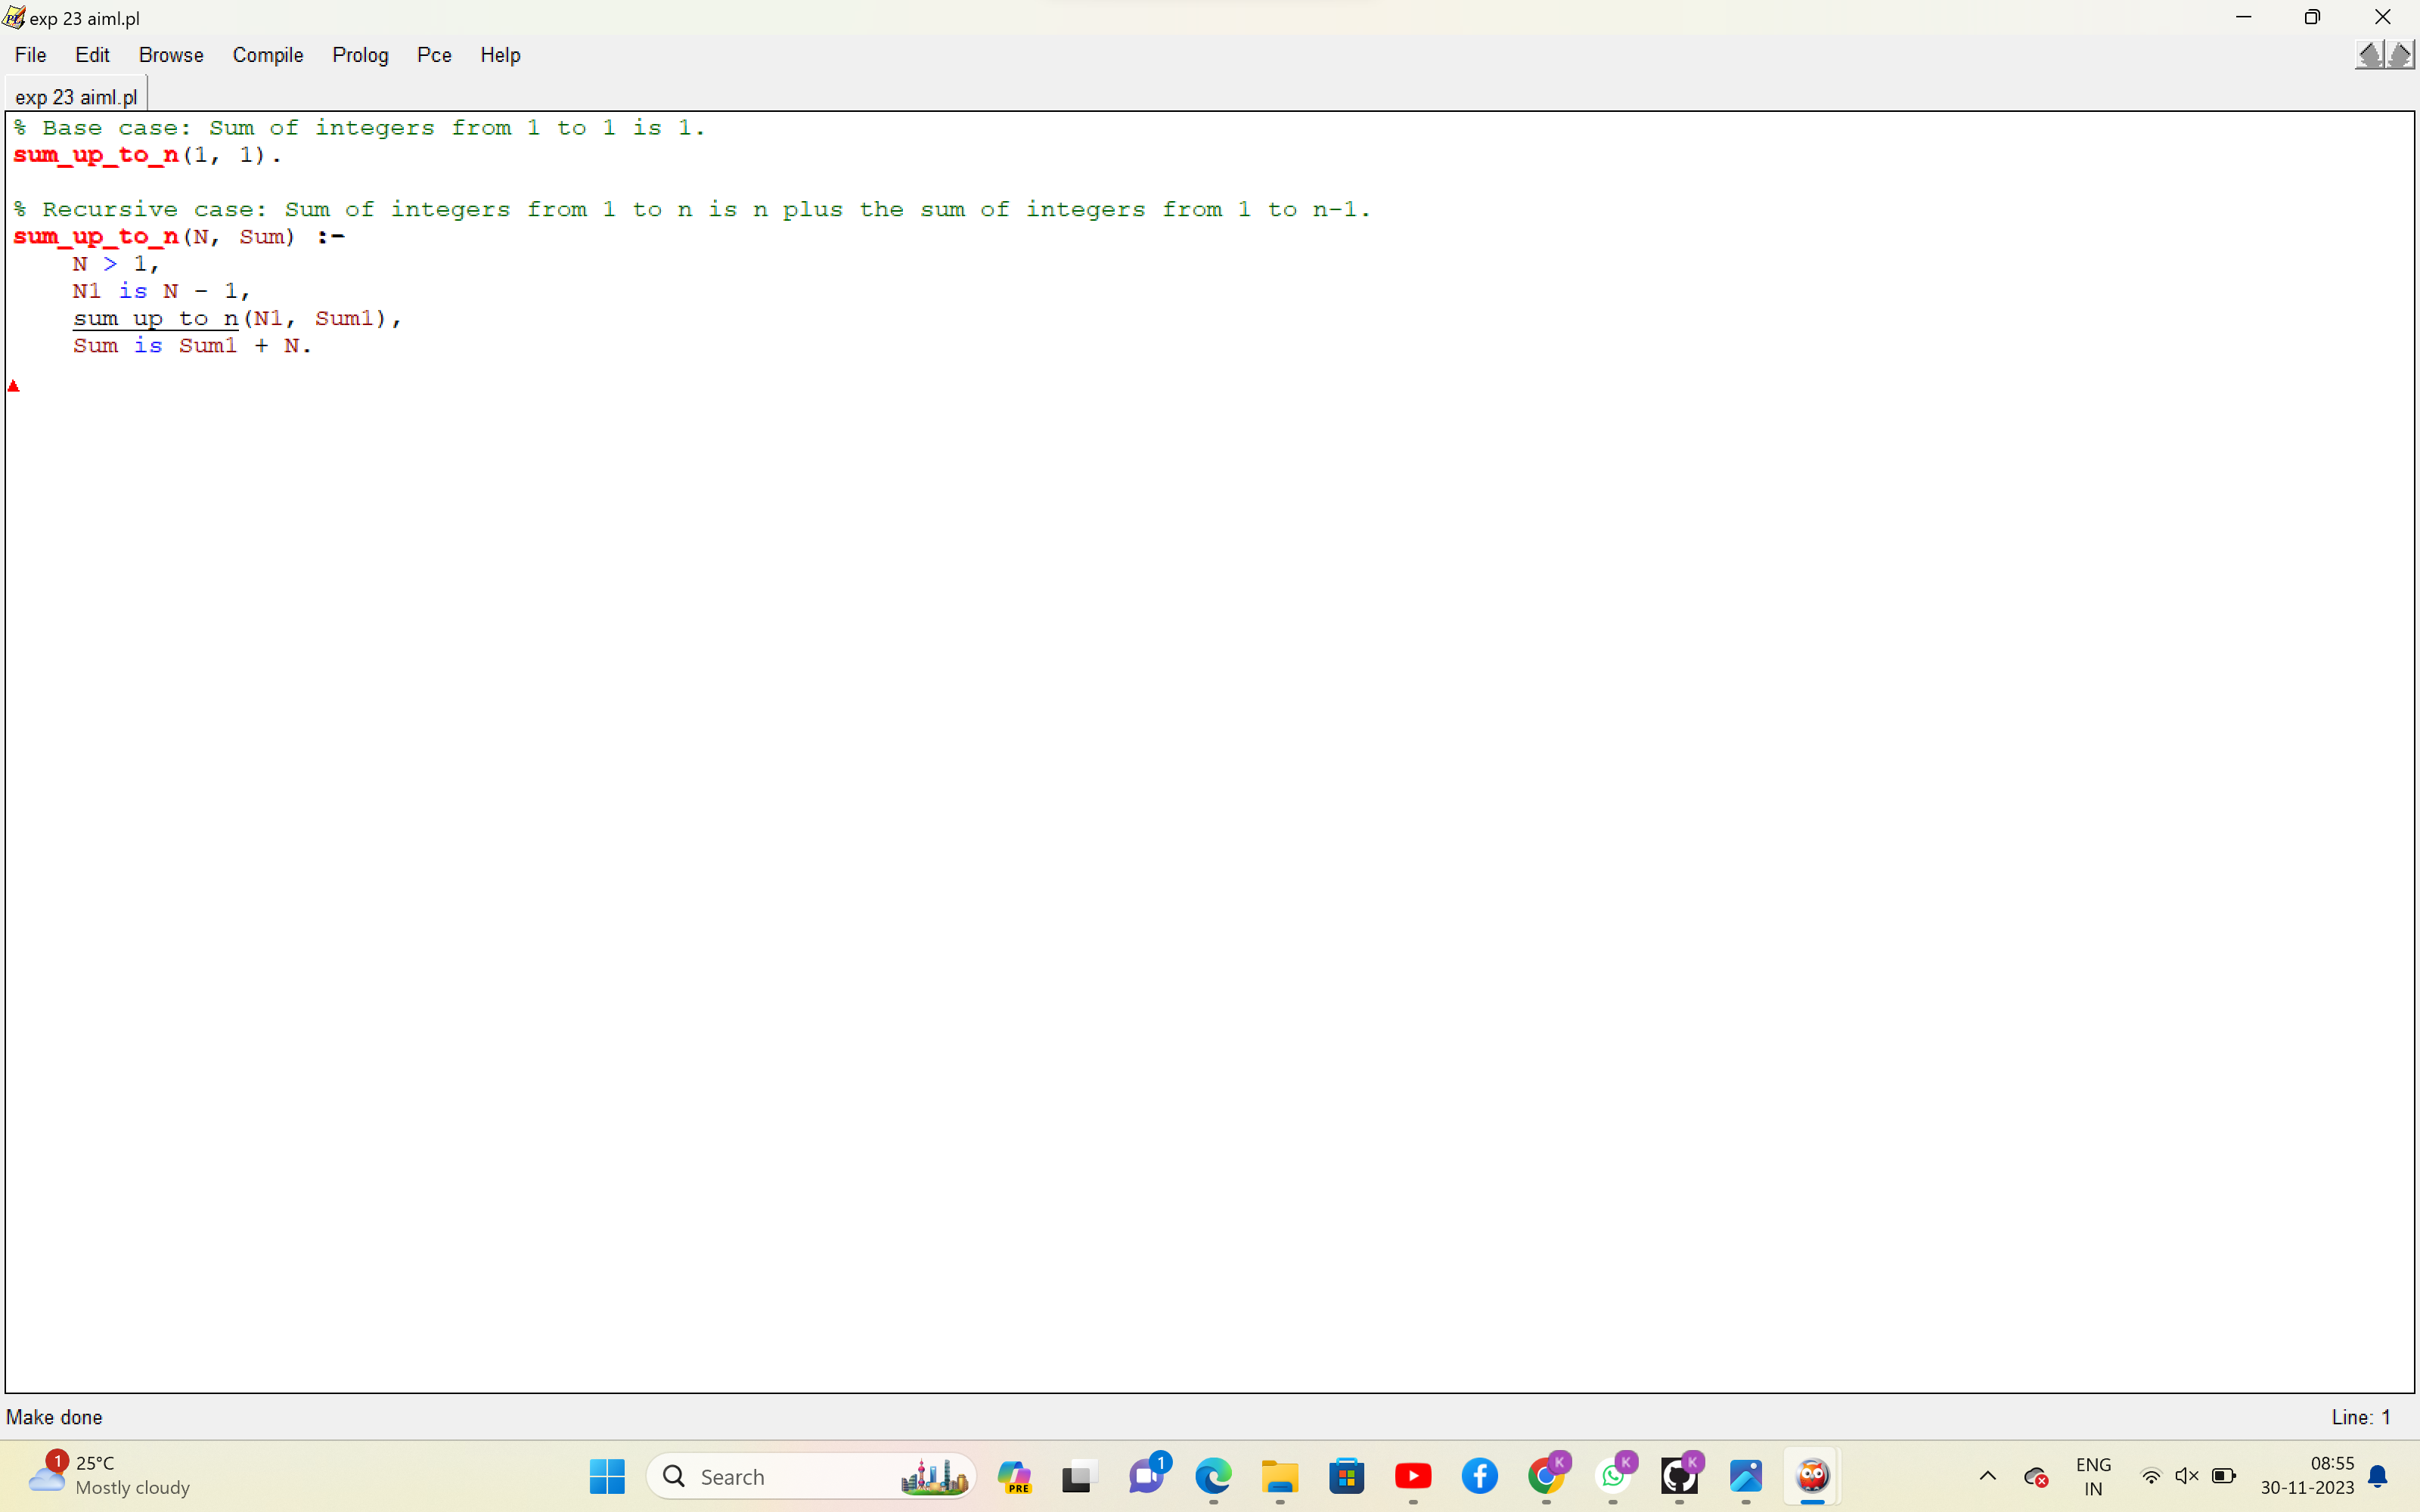 exp 23 aiml.pl
File Edit Browse Compile Prolog Pce Help
exp 23 aiml.pl
% Base case: Sum of integers from 1 to 1 is 1.
sum_up_to_n(1, 1).
% Recursive case: Sum of integers from 1 to n is n plus the sum of integers from 1 to n-1.
sum_up_to_n(N, Sum) :-
N > 1,
N1 is N - 1,
sum_up_to_n(N1, Sum1),
Sum is Sum1 + N.
Make done
Line: 1
1
25°C
Mostly cloudy
Search
PRE
1
K
K
K
ENG
IN
08:55
30-11-2023